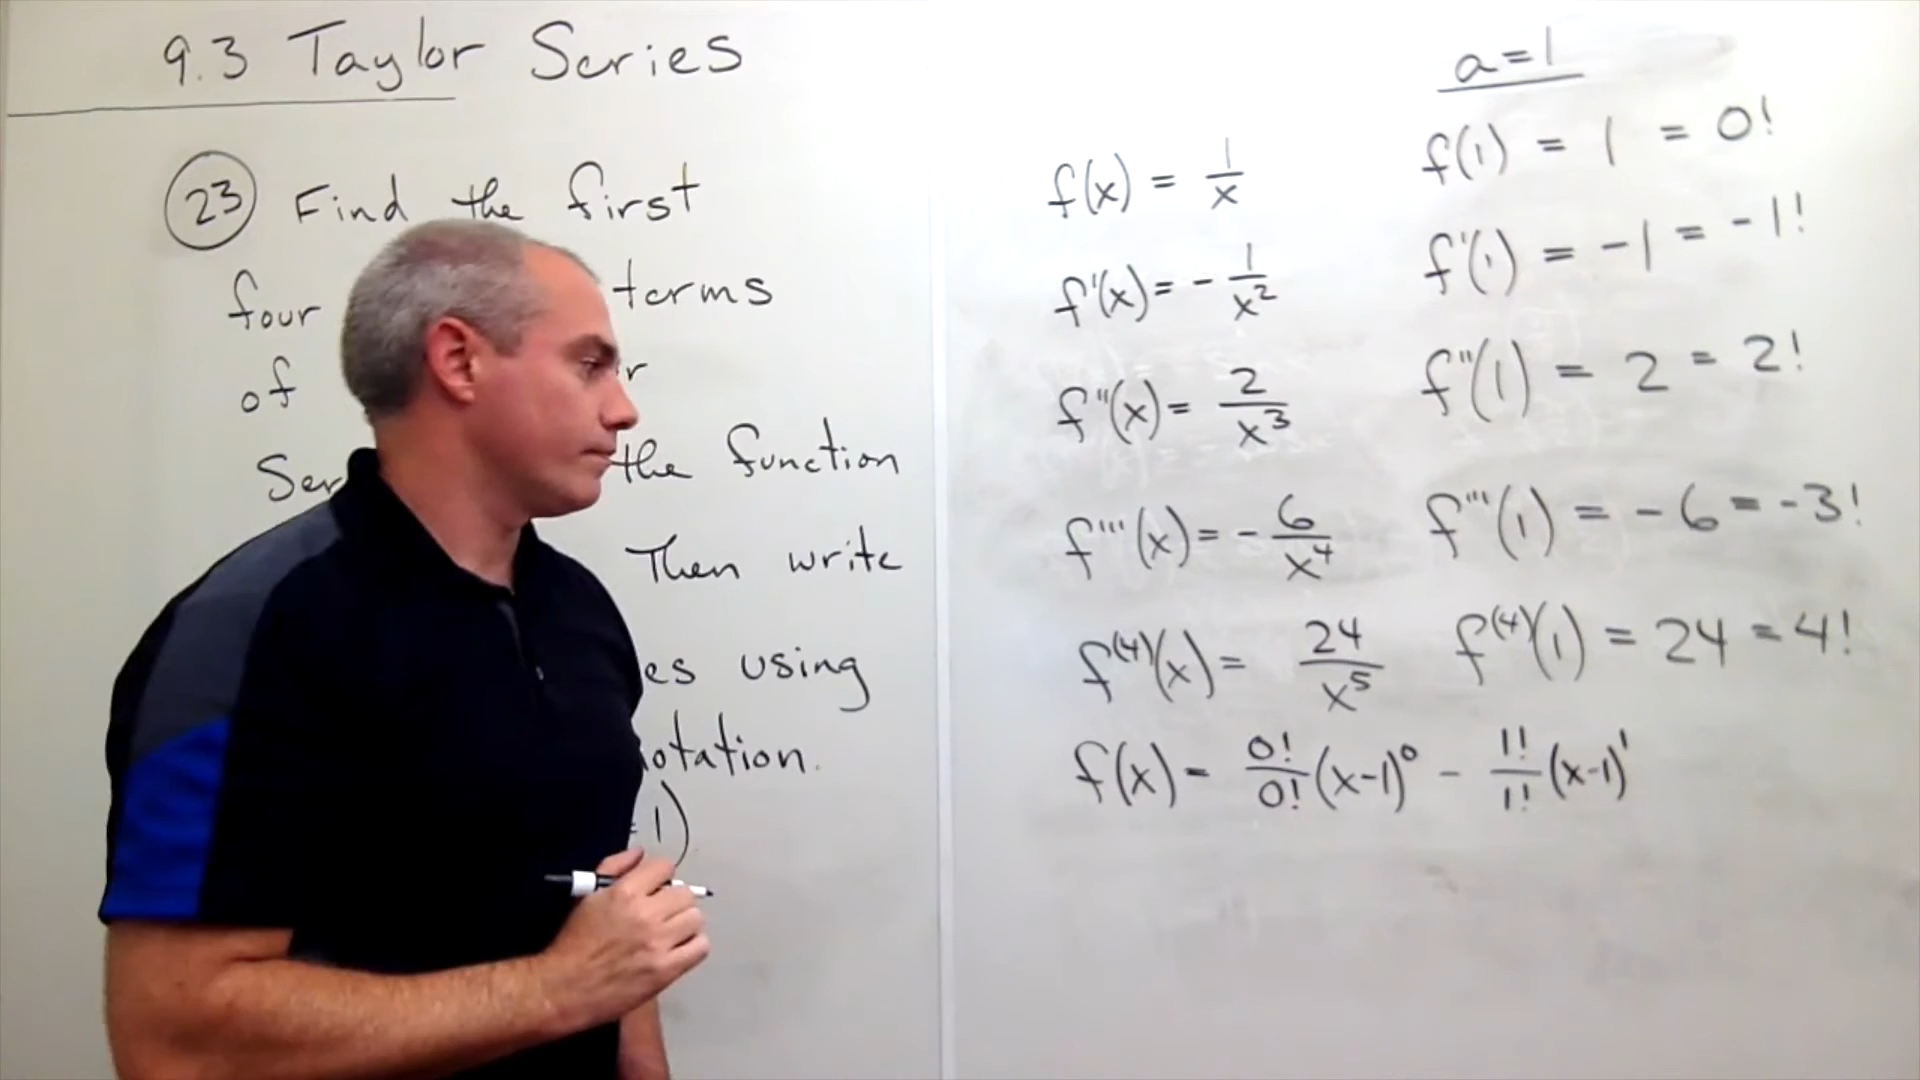 9.3 Taylor Series
23 Find the first
four terms
of r
Ser the function
Then write
es using
otation.
1)
a=1
f(x) = 1/x
f(1) = 1 = 0!
f'(x) = - 1/x²
f'(1) = -1 = -1!
f''(x) = 2/x³
f''(1) = 2 = 2!
f'''(x) = - 6/x⁴
f'''(1) = -6 = -3!
f⁽⁴⁾(x) = 24/x⁵
f⁽⁴⁾(1) = 24 = 4!
f(x) = 0!/0! (x-1)⁰ - 1!/1! (x-1)¹